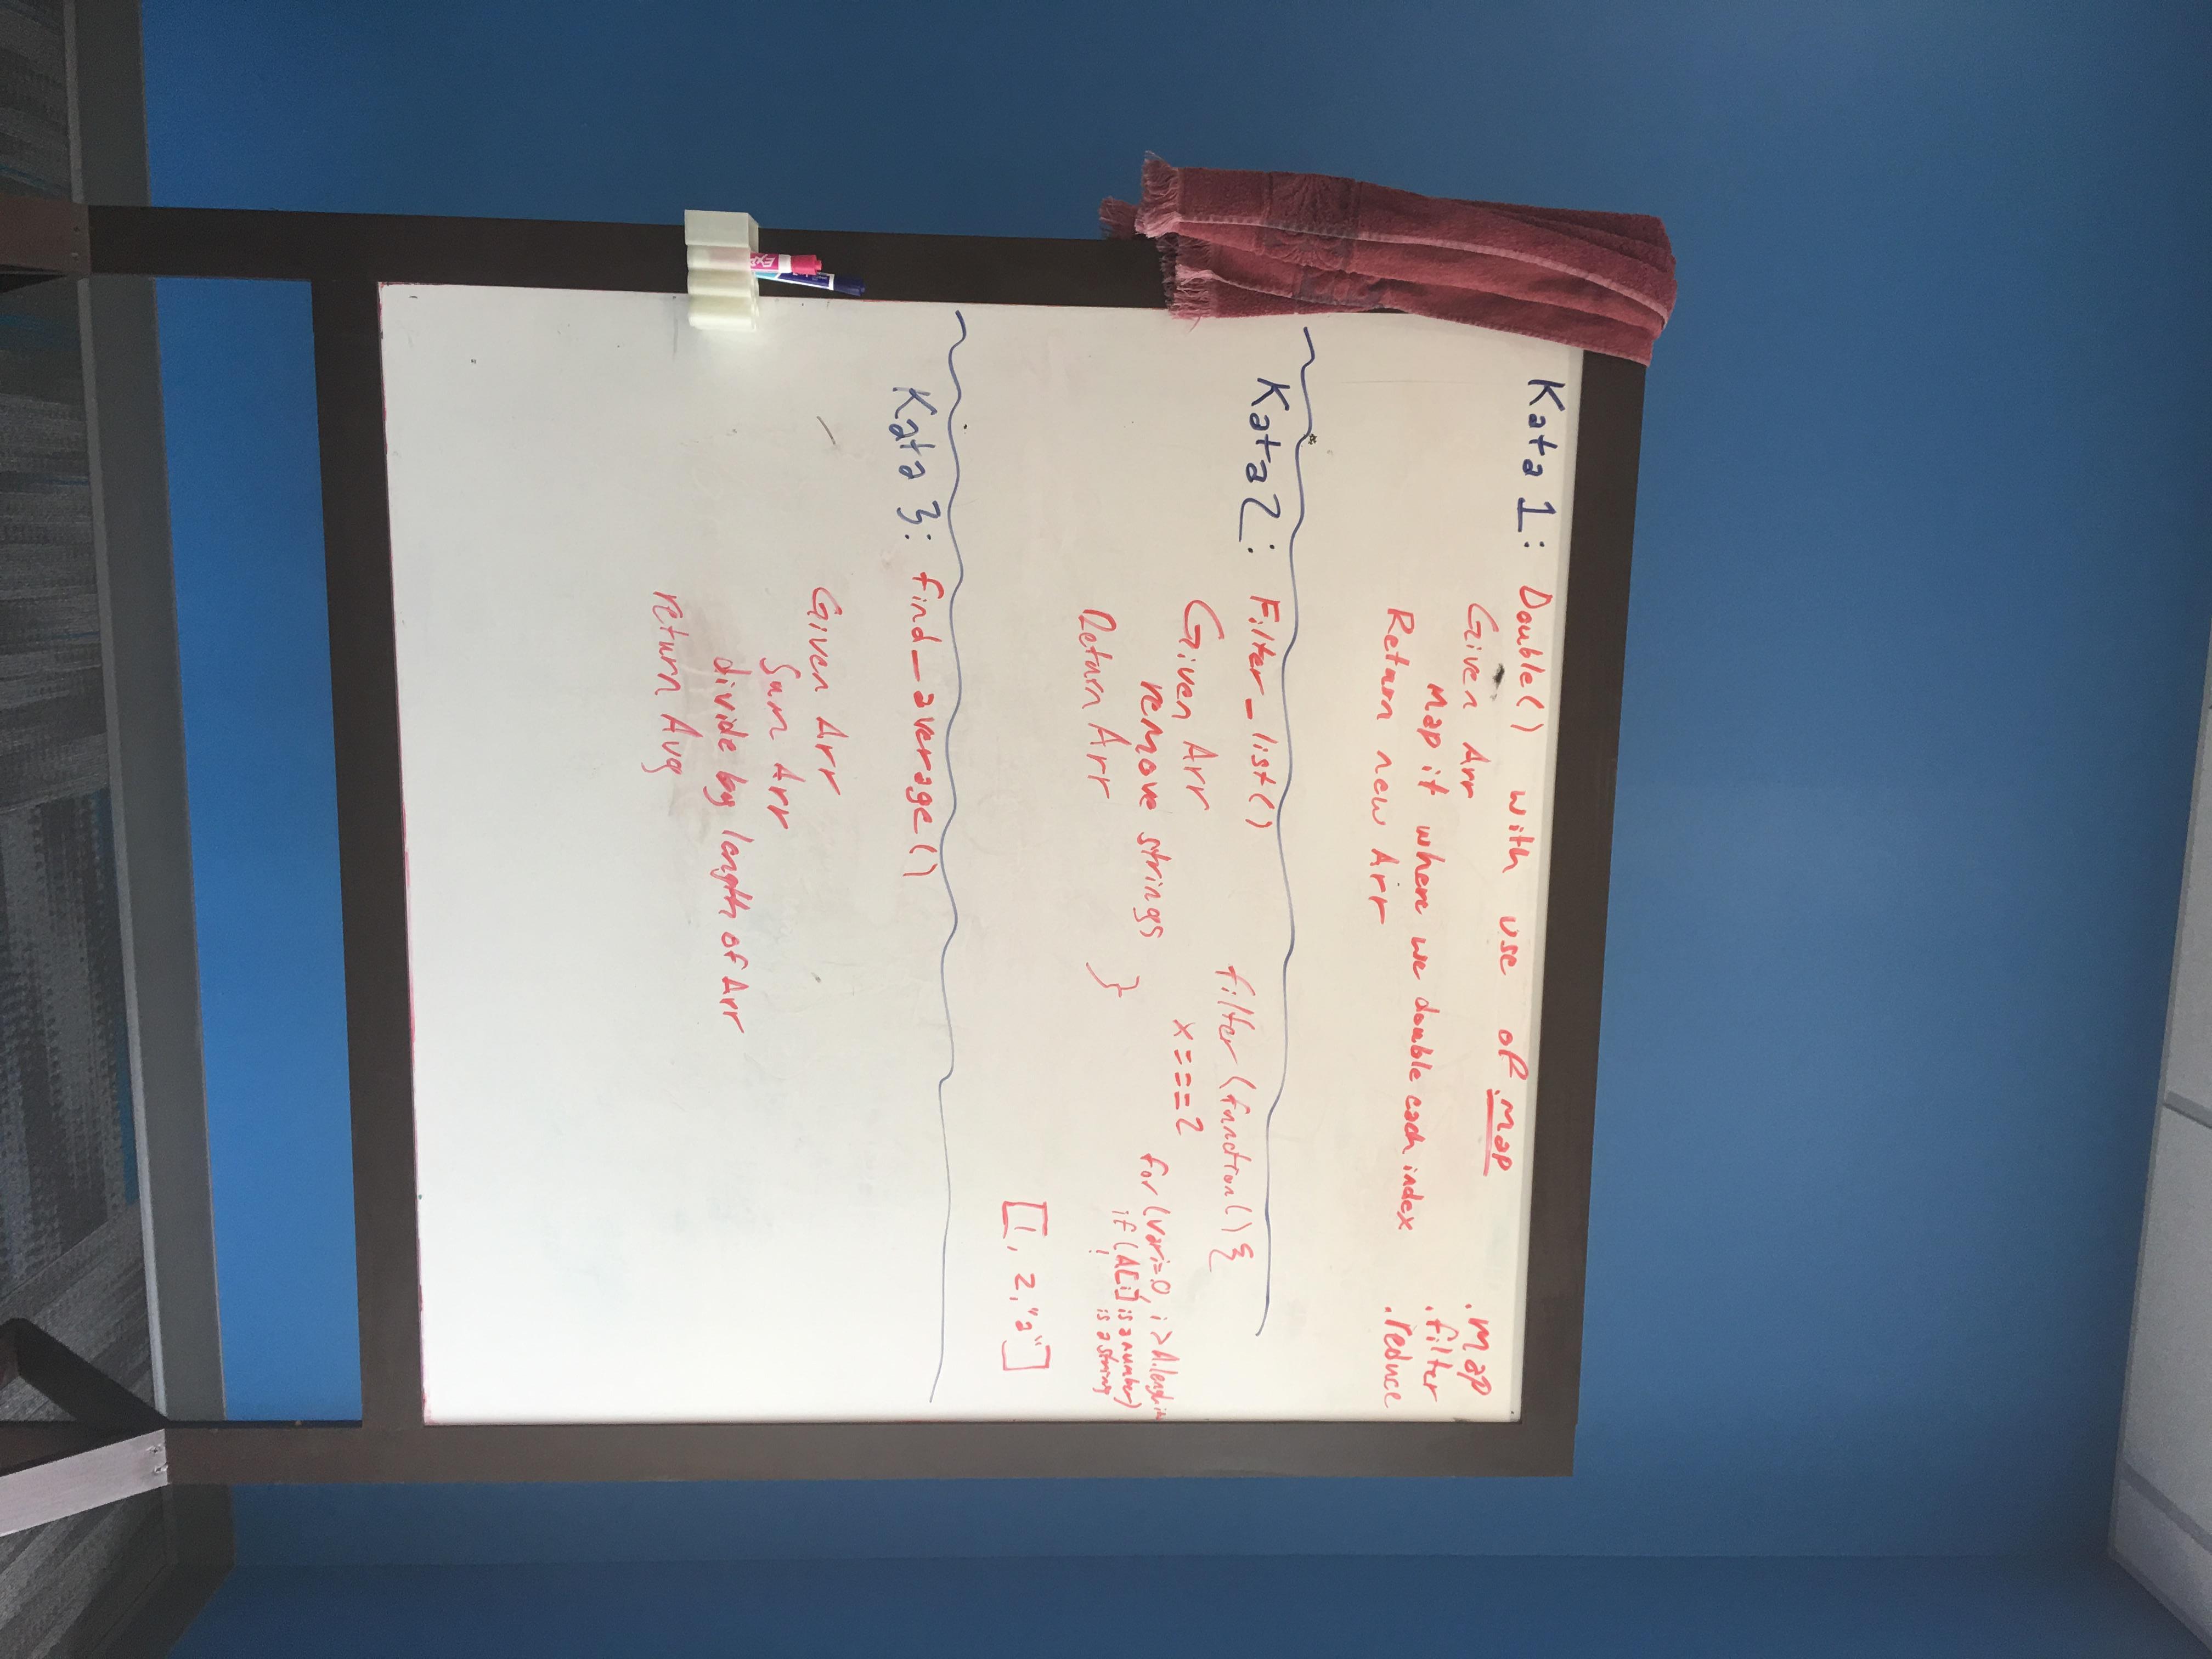 Kata 1: Double() with use of .map
Given Arr
Map it where we double each index
Return new Arr
.map
.filter
.reduce
Kata 2: Filter_list()
Given Arr
remove strings
Return Arr
filter (function() {
x === 2
}
for (var i=0, i > A.length
if (A[i] is a number)
! is a string
[1, 2, "a"]
Kata 3: find_average()
Given Arr
Sum Arr
divide by length of Arr
return Avg
EXP